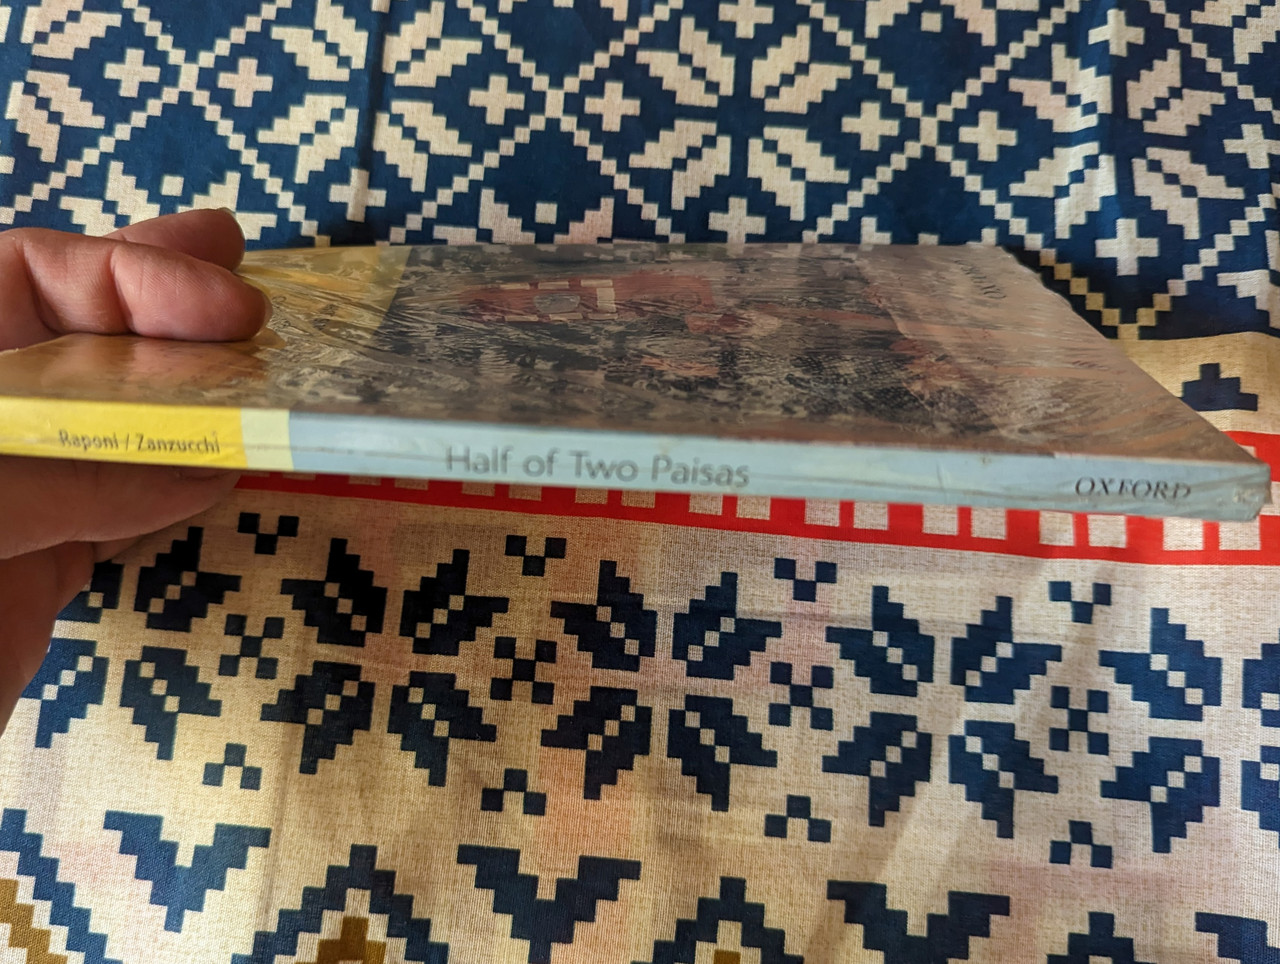 Raponi / Zanzucchi
Half of Two Paisas
OXFORD